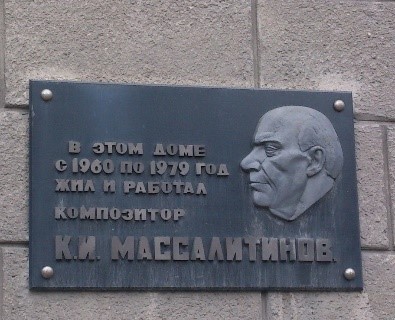 В ЭТОМ ДОМЕ
С 1960 ПО 1979 ГОД
ЖИЛ И РАБОТАЛ
КОМПОЗИТОР
К.И. МАССАЛИТИНОВ.